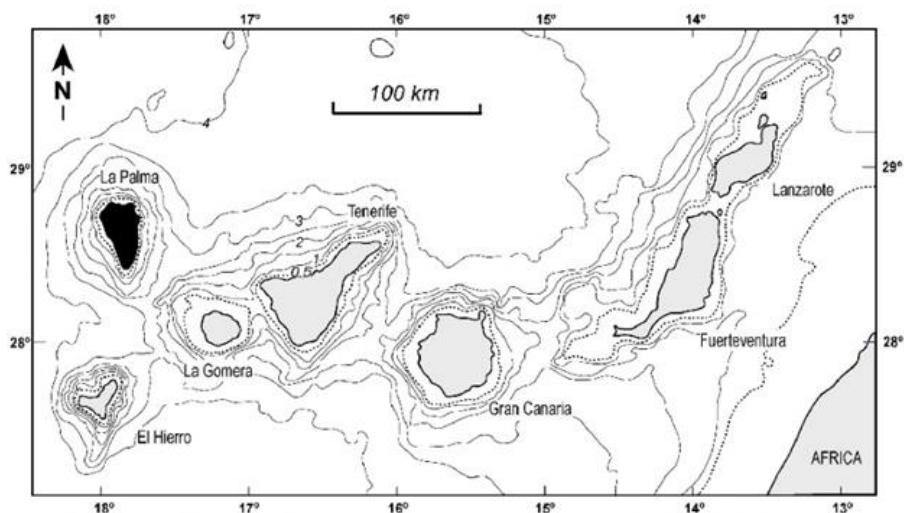 18° 17° 16° 15° 14° 13°
N
100 km
4
29° 29°
La Palma
Lanzarote
3
Tenerife
2
1
0.5
28° 28°
Fuerteventura
La Gomera
Gran Canaria
El Hierro
AFRICA
18° 17° 16° 15° 14° 13°